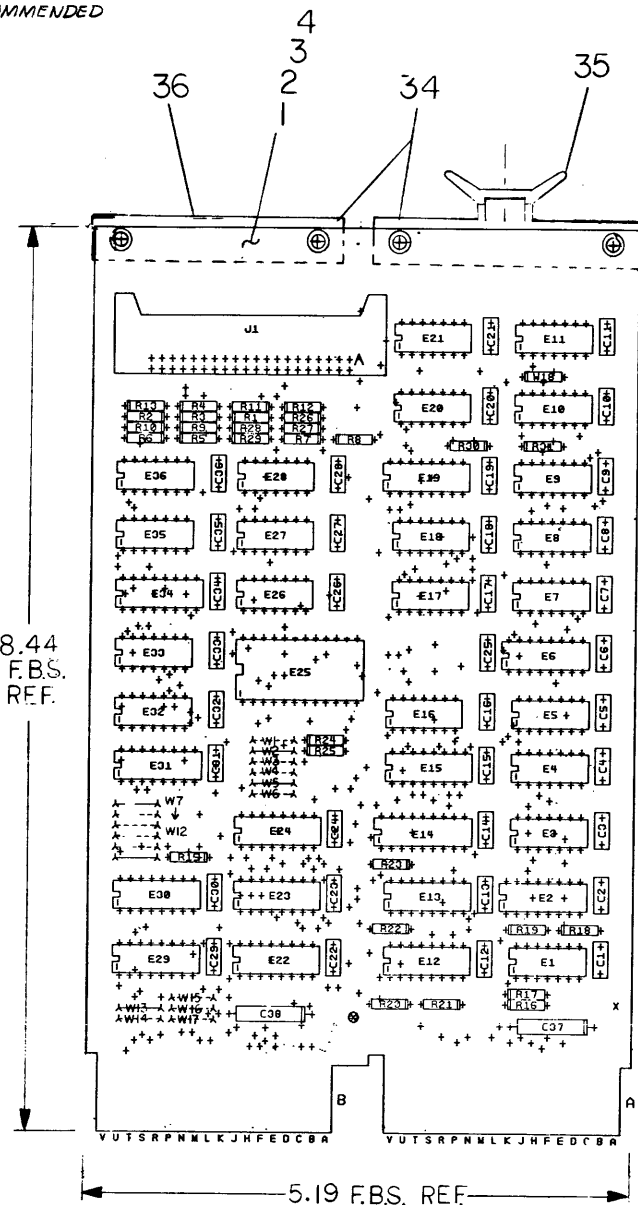 MMENDED
4
3
2
1
36
34
35
8.44
F.B.S.
REF.
J1
A
E21 C21 E11 C11
W18
R13 R4 R11 R12
R2 R3 R1 R26
R10 R9 R28 R27
R6 R5 R29 R7 R8
E20 C20 E10 C10
R30 R31
E36 C36 E28 C28 E19 C19 E9 C9
E35 C35 E27 C27 E18 C18 E8 C8
E34 C34 E26 C26 E17 C17 E7 C7
E33 C33 E25 C25 E6 C6
E32 C32 E16 C16 E5 C5
W1 R24
W2 R25
W3
W4
W5
W6
E31 C31 E15 C15 E4 C4
W7
W12
E24 C24 E14 C14 E3 C3
R19 R23
E30 C30 E23 C23 E13 C13 E2 C2
R22 R19 R18
E29 C29 E22 C22 E12 C12 E1 C1
W15 R17
W13 W16 R23 R21 R16
W14 W17 C38 X
C37
B A
V U T S R P N M L K J H F E D C B A V U T S R P N M L K J H F E D C B A
5.19 F.B.S. REF.